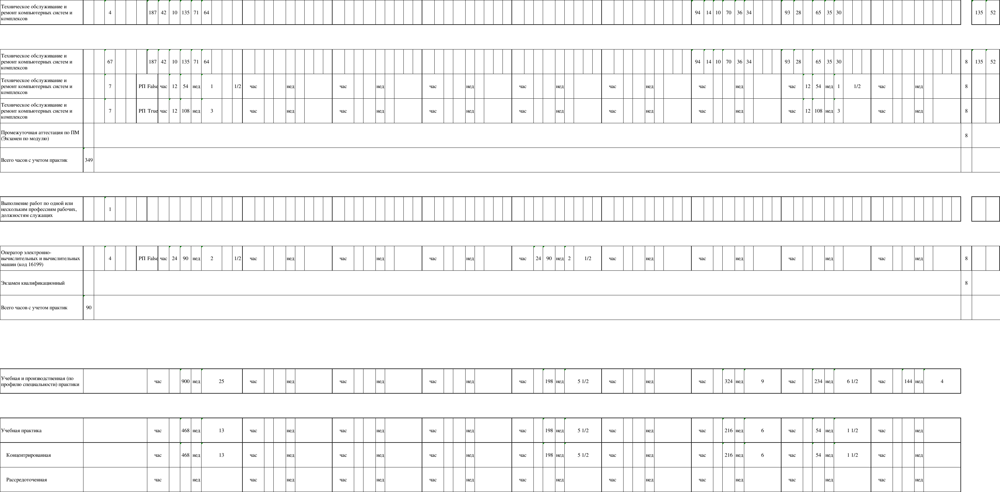 Техническое обслуживание и
ремонт компьютерных систем и
комплексов
4 187 42 10 135 71 64 94 14 10 70 36 34 93 28 65 35 30 135 52
Техническое обслуживание и
ремонт компьютерных систем и
комплексов
67 187 42 10 135 71 64 94 14 10 70 36 34 93 28 65 35 30 8 135 52
Техническое обслуживание и
ремонт компьютерных систем и
комплексов
7 РП False час 12 54 нед 1 1/2 час нед час нед час нед час нед час нед час нед час 12 54 нед 1 1/2 час нед 8
Техническое обслуживание и
ремонт компьютерных систем и
комплексов
7 РП True час 12 108 нед 3 час нед час нед час нед час нед час нед час нед час 12 108 нед 3 час нед 8
Промежуточная аттестация по ПМ
(Экзамен по модулю)
8
Всего часов с учетом практик 349
Выполнение работ по одной или
нескольким профессиям рабочих,
должностям служащих
1
Оператор электронно-
вычислительных и вычислительных
машин (код 16199)
4 РП False час 24 90 нед 2 1/2 час нед час нед час нед час 24 90 нед 2 1/2 час нед час нед час нед час нед 8
Экзамен квалификационный 8
Всего часов с учетом практик 90
Учебная и производственная (по
профилю специальности) практики
час 900 нед 25 час нед час нед час нед час 198 нед 5 1/2 час нед час 324 нед 9 час 234 нед 6 1/2 час 144 нед 4
Учебная практика час 468 нед 13 час нед час нед час нед час 198 нед 5 1/2 час нед час 216 нед 6 час 54 нед 1 1/2 час нед
Концентрированная час 468 нед 13 час нед час нед час нед час 198 нед 5 1/2 час нед час 216 нед 6 час 54 нед 1 1/2 час нед
Рассредоточенная час нед час нед час нед час нед час нед час нед час нед час нед час нед